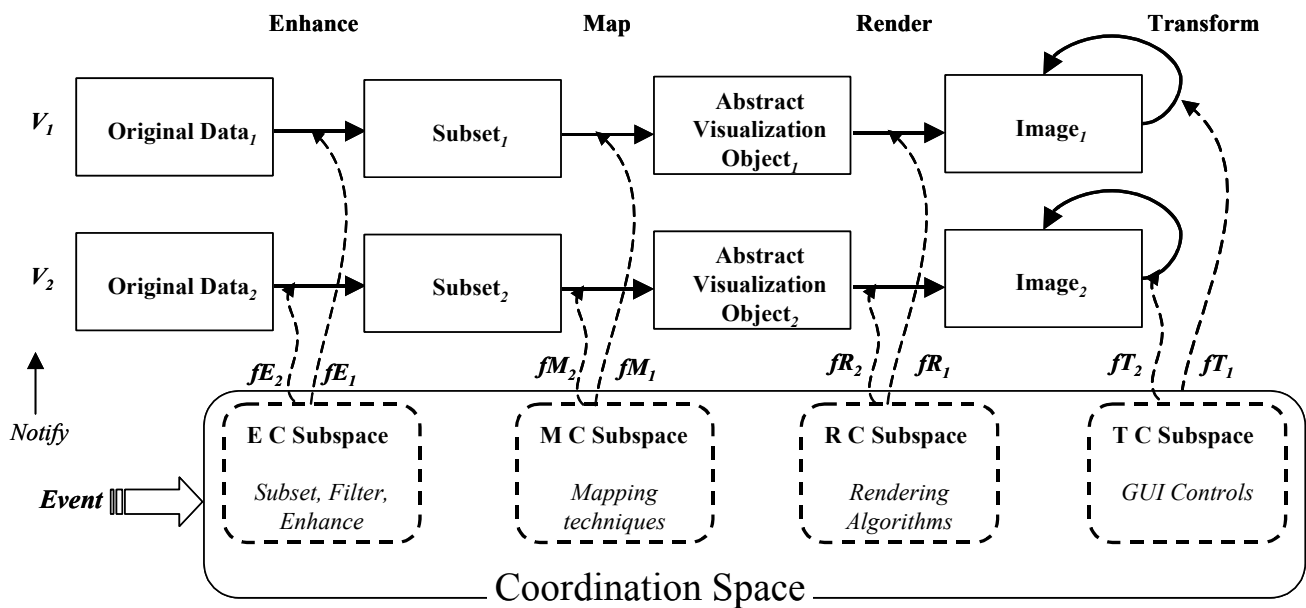 Enhance Map Render Transform
V1 Original Data1 Subset1 Abstract Visualization Object1 Image1
V2 Original Data2 Subset2 Abstract Visualization Object2 Image2
fE2 fE1 fM2 fM1 fR2 fR1 fT2 fT1
Notify
E C Subspace M C Subspace R C Subspace T C Subspace
Event
Subset, Filter, Enhance
Mapping techniques
Rendering Algorithms
GUI Controls
Coordination Space